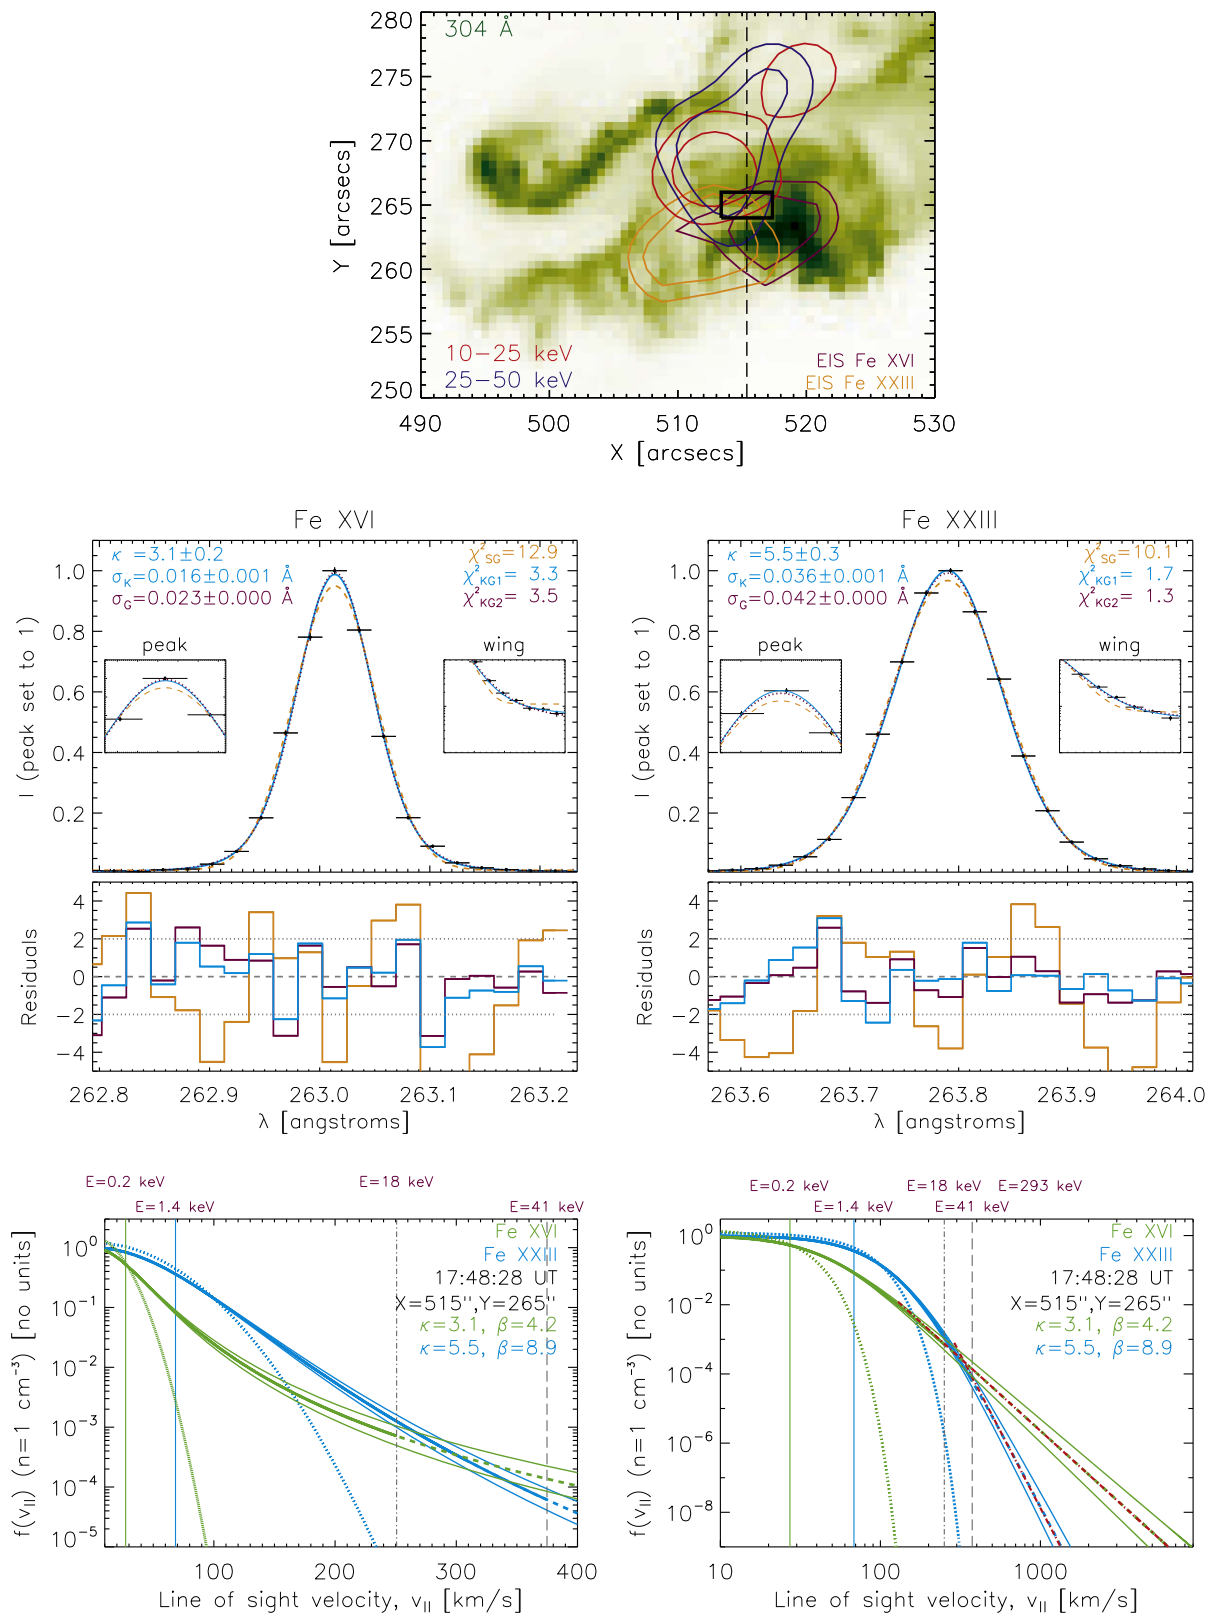 304 Å
280
275
270
265
260
255
250
Y [arcsecs]
10−25 keV
25−50 keV
EIS Fe XVI
EIS Fe XXIII
490 500 510 520 530
X [arcsecs]
Fe XVI
κ =3.1±0.2
σK=0.016±0.001 Å
σG=0.023±0.000 Å
χ²SG=12.9
χ²KG1= 3.3
χ²KG2= 3.5
peak
wing
1.0
0.8
0.6
0.4
0.2
I (peak set to 1)
4
2
0
−2
−4
Residuals
262.8 262.9 263.0 263.1 263.2
λ [angstroms]
Fe XXIII
κ =5.5±0.3
σK=0.036±0.001 Å
σG=0.042±0.000 Å
χ²SG=10.1
χ²KG1= 1.7
χ²KG2= 1.3
peak
wing
1.0
0.8
0.6
0.4
0.2
I (peak set to 1)
4
2
0
−2
−4
Residuals
263.6 263.7 263.8 263.9 264.0
λ [angstroms]
E=0.2 keV
E=18 keV
E=1.4 keV
E=41 keV
Fe XVI
Fe XXIII
17:48:28 UT
X=515",Y=265"
κ=3.1, β=4.2
κ=5.5, β=8.9
10⁰
10⁻¹
10⁻²
10⁻³
10⁻⁴
10⁻⁵
f(v||) (n=1 cm⁻³) [no units]
100 200 300 400
Line of sight velocity, v|| [km/s]
E=0.2 keV
E=18 keV
E=293 keV
E=1.4 keV
E=41 keV
Fe XVI
Fe XXIII
17:48:28 UT
X=515",Y=265"
κ=3.1, β=4.2
κ=5.5, β=8.9
10⁰
10⁻²
10⁻⁴
10⁻⁶
10⁻⁸
f(v||) (n=1 cm⁻³) [no units]
10 100 1000
Line of sight velocity, v|| [km/s]